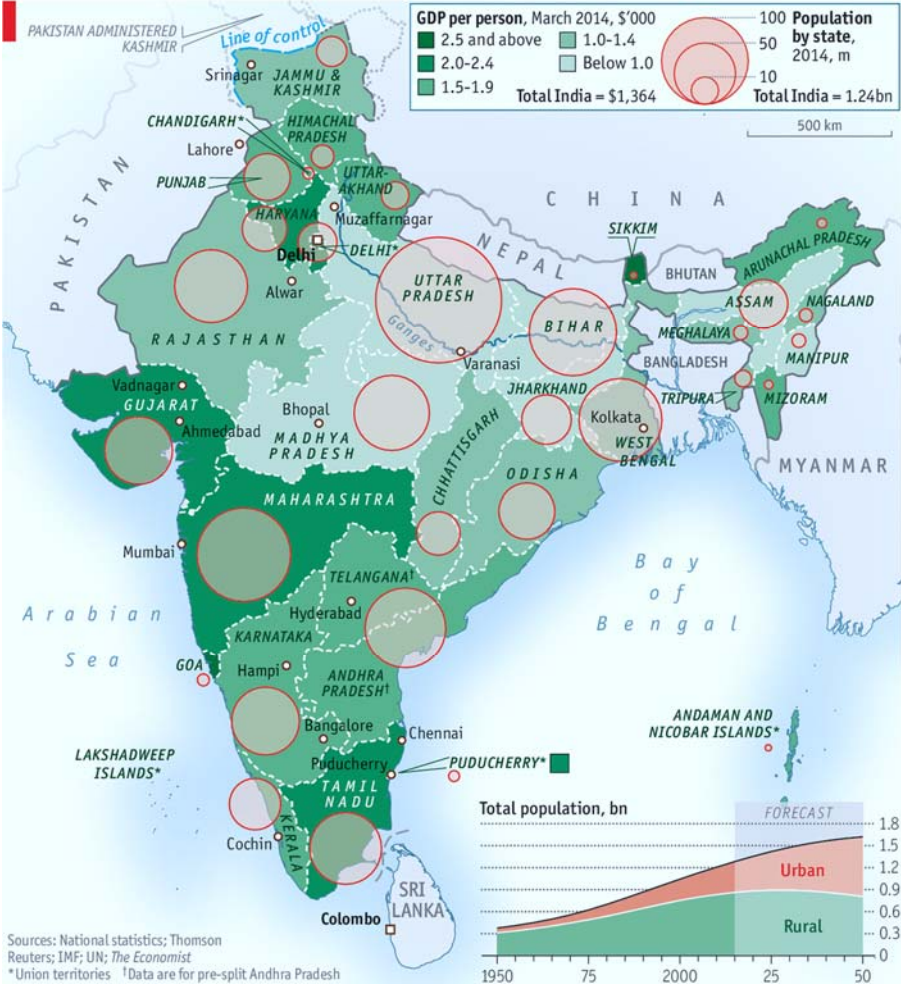 PAKISTAN ADMINISTERED
KASHMIR
Line of control
Srinagar
JAMMU &
KASHMIR
GDP per person, March 2014, $'000
2.5 and above
2.0-2.4
1.5-1.9
1.0-1.4
Below 1.0
Total India = $1,364
100
50
10
Population
by state,
2014, m
Total India = 1.24bn
500 km
CHANDIGARH*
HIMACHAL
PRADESH
Lahore
PUNJAB
UTTAR-
AKHAND
HARYANA
Muzaffarnagar
Delhi
DELHI*
Alwar
PAKISTAN
CHINA
NEPAL
SIKKIM
BHUTAN
ARUNACHAL PRADESH
UTTAR
PRADESH
BIHAR
ASSAM
NAGALAND
MEGHALAYA
MANIPUR
RAJASTHAN
Ganges
Varanasi
BANGLADESH
TRIPURA
MIZORAM
Vadnagar
GUJARAT
Ahmedabad
Bhopal
MADHYA
PRADESH
JHARKHAND
Kolkata
WEST
BENGAL
CHHATTISGARH
ODISHA
MYANMAR
MAHARASHTRA
Mumbai
TELANGANA†
Hyderabad
Bay
of
Bengal
Arabian
Sea
KARNATAKA
GOA
Hampi
ANDHRA
PRADESH†
Bangalore
Chennai
ANDAMAN AND
NICOBAR ISLANDS*
LAKSHADWEEP
ISLANDS*
Puducherry
PUDUCHERRY*
TAMIL
NADU
Cochin
KERALA
SRI
LANKA
Colombo
Total population, bn
FORECAST
1.8
1.5
1.2
0.9
0.6
0.3
0
Urban
Rural
1950
75
2000
25
50
Sources: National statistics; Thomson
Reuters; IMF; UN; The Economist
*Union territories †Data are for pre-split Andhra Pradesh